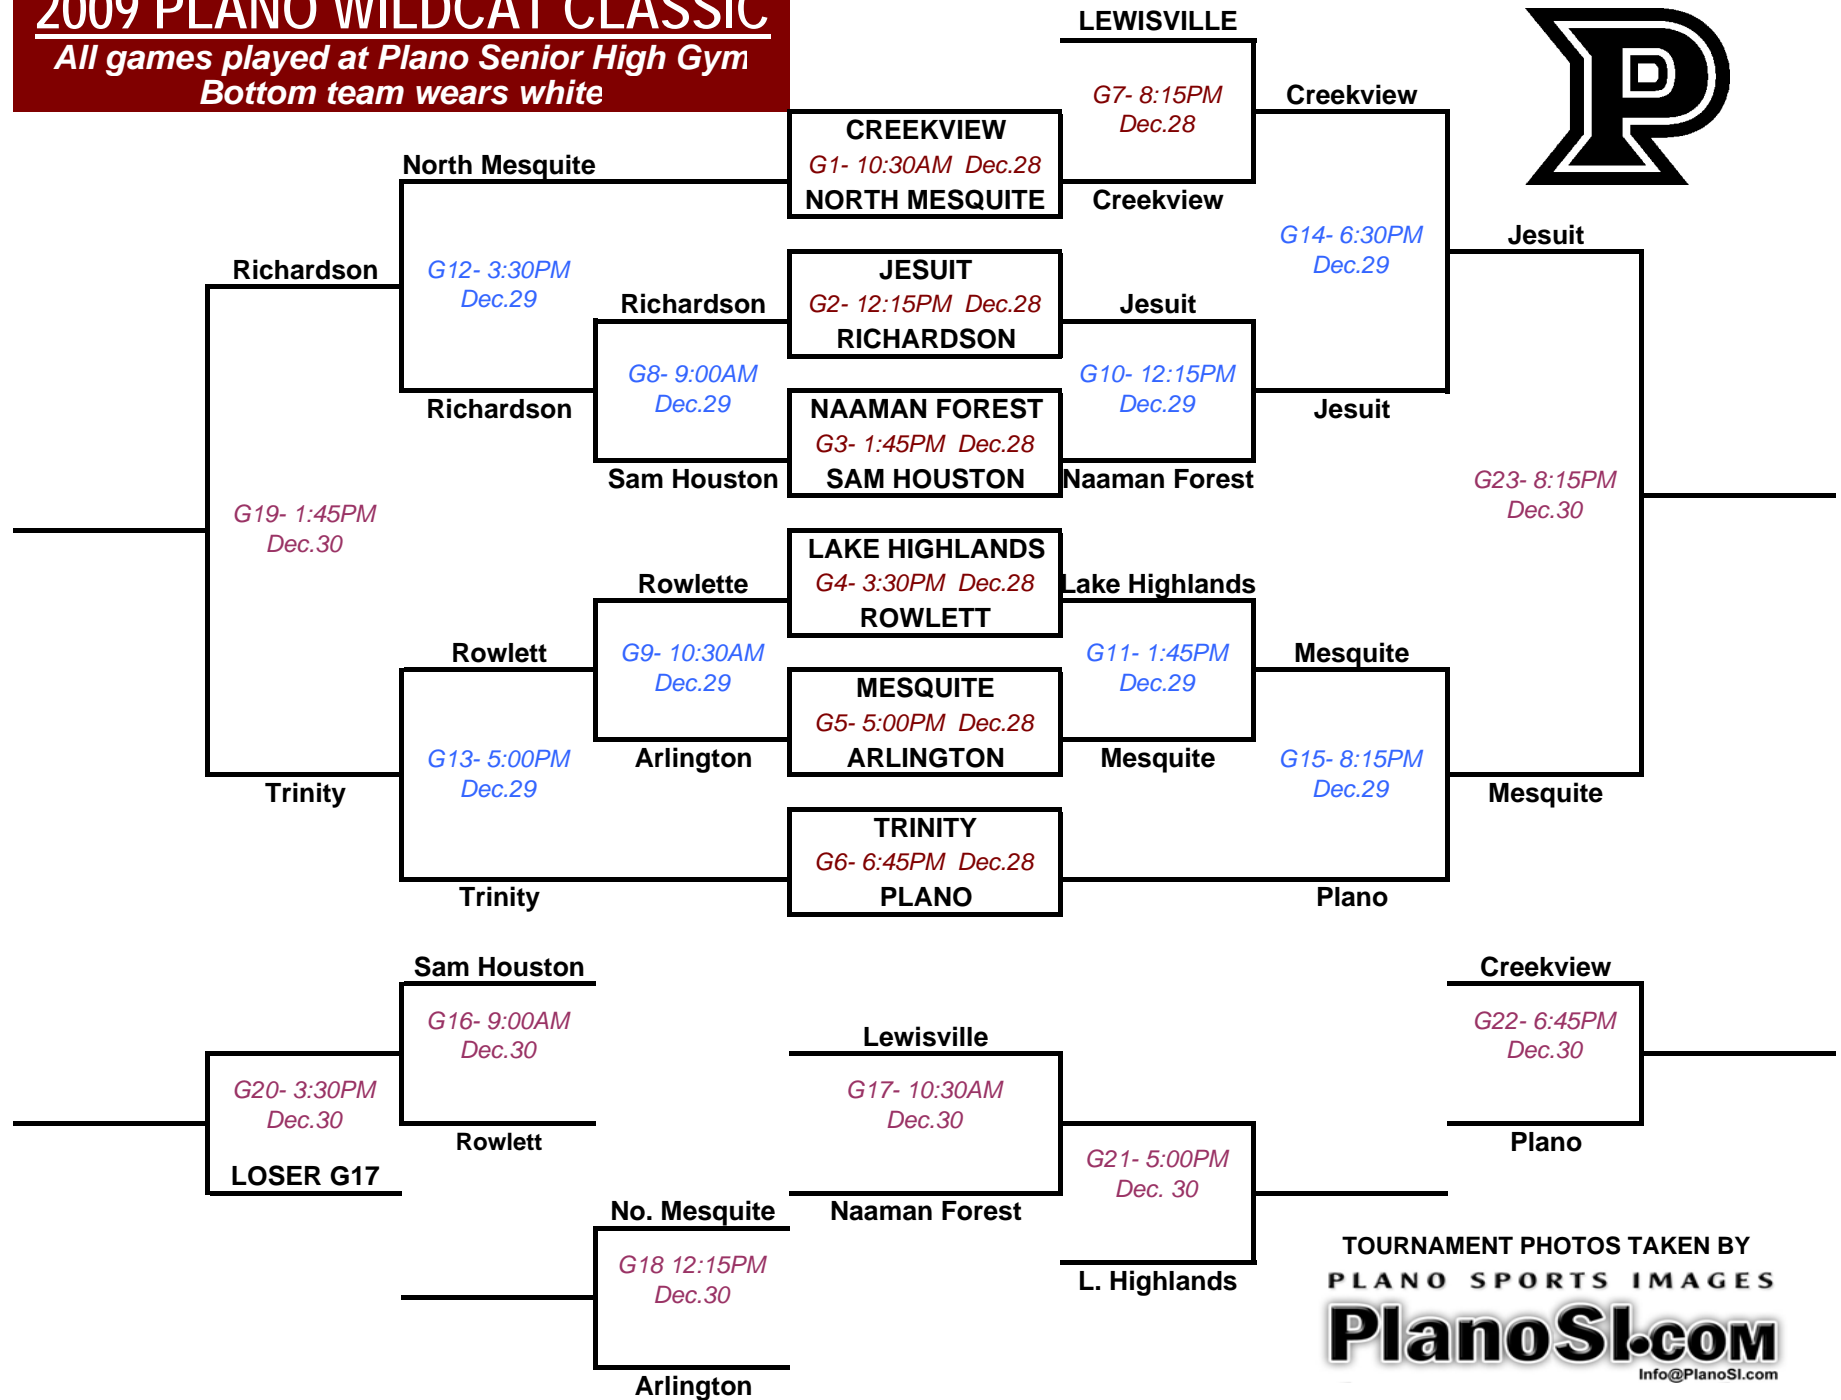 2009 PLANO WILDCAT CLASSIC
All games played at Plano Senior High Gym
Bottom team wears white
LEWISVILLE
P
G7- 8:15PM
Dec.28
Creekview
CREEKVIEW
G1- 10:30AM  Dec.28
NORTH MESQUITE
North Mesquite
Creekview
G14- 6:30PM
Dec.29
Jesuit
Richardson
G12- 3:30PM
Dec.29
Richardson
JESUIT
G2- 12:15PM  Dec.28
RICHARDSON
Jesuit
G8- 9:00AM
Dec.29
G10- 12:15PM
Dec.29
Richardson
NAAMAN FOREST
G3- 1:45PM  Dec.28
SAM HOUSTON
Jesuit
Sam Houston
Naaman Forest
G23- 8:15PM
Dec.30
G19- 1:45PM
Dec.30
LAKE HIGHLANDS
G4- 3:30PM  Dec.28
ROWLETT
Rowlette
Lake Highlands
Rowlett
G9- 10:30AM
Dec.29
G11- 1:45PM
Dec.29
Mesquite
MESQUITE
G5- 5:00PM  Dec.28
ARLINGTON
G13- 5:00PM
Dec.29
Arlington
Mesquite
G15- 8:15PM
Dec.29
Trinity
Mesquite
TRINITY
G6- 6:45PM  Dec.28
PLANO
Trinity
Plano
Sam Houston
Creekview
G16- 9:00AM
Dec.30
Lewisville
G22- 6:45PM
Dec.30
G20- 3:30PM
Dec.30
G17- 10:30AM
Dec.30
Rowlett
Plano
LOSER G17
G21- 5:00PM
Dec. 30
No. Mesquite
Naaman Forest
G18 12:15PM
Dec.30
L. Highlands
Arlington
TOURNAMENT PHOTOS TAKEN BY
PLANO SPORTS IMAGES
PlanoSI.com
Info@PlanoSI.com